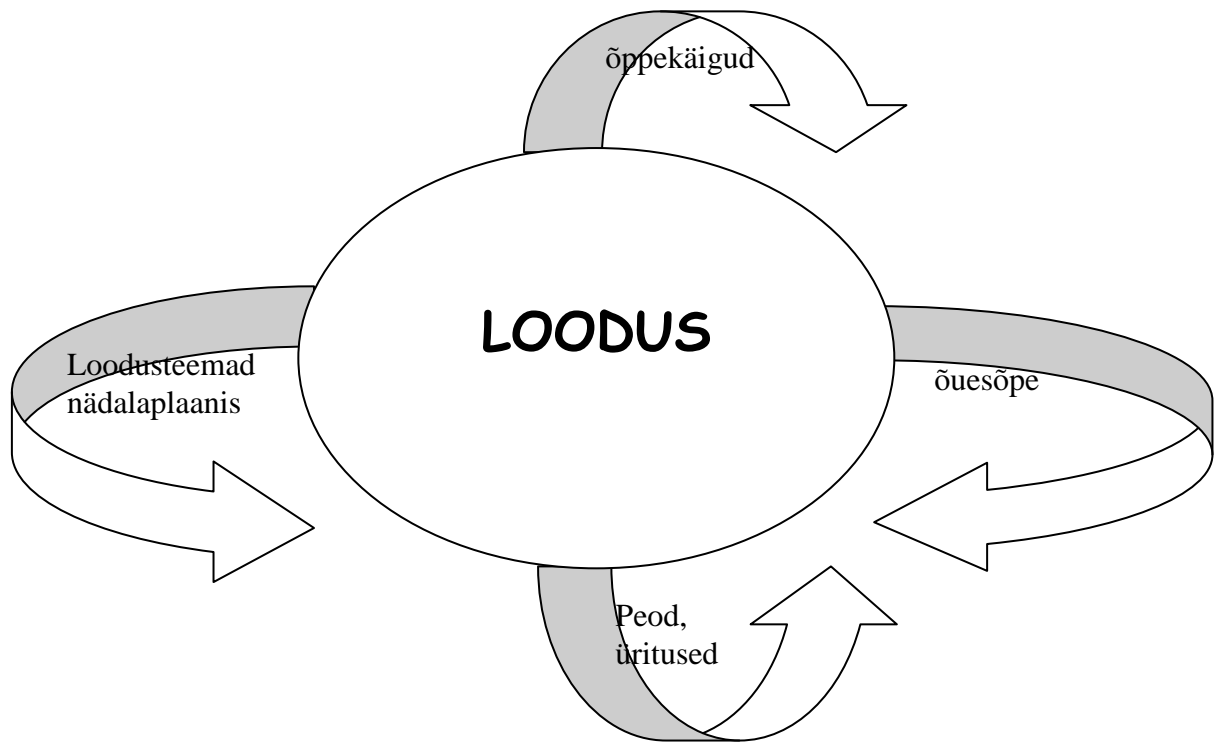 õppekäigud
LOODUS
Loodusteemad
nädalaplaanis
õuesõpe
Peod,
üritused